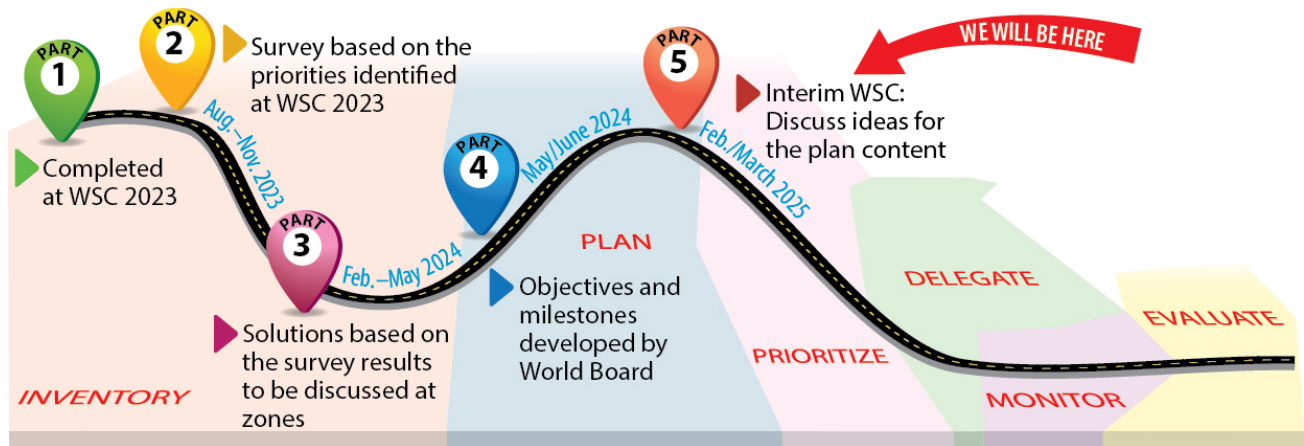 PART
1
Completed
at WSC 2023
PART
2
Survey based on the
priorities identified
at WSC 2023
Aug.–Nov. 2023
PART
3
Solutions based on
the survey results
to be discussed at
zones
Feb.–May 2024
PART
4
Objectives and
milestones
developed by
World Board
May/June 2024
PART
5
Interim WSC:
Discuss ideas for
the plan content
Feb./March 2025
WE WILL BE HERE
INVENTORY
PLAN
PRIORITIZE
DELEGATE
MONITOR
EVALUATE